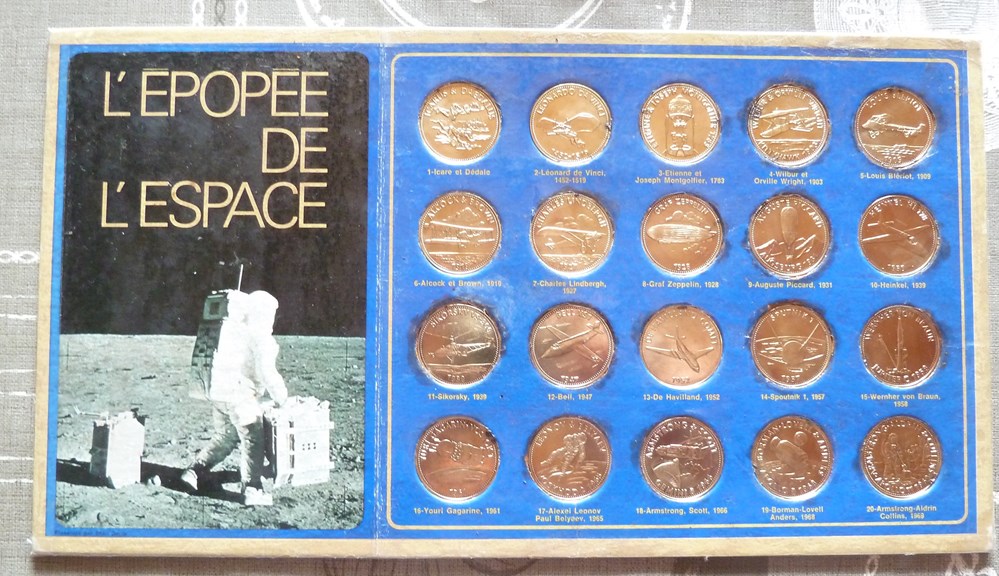 L'ÉPOPÉE
DE
L'ESPACE
1-Icare et Dédale
2-Léonard de Vinci,
1452-1519
3-Etienne et
Joseph Montgolfier, 1783
4-Wilbur et
Orville Wright, 1903
5-Louis Blériot, 1909
6-Alcock et Brown, 1919
7-Charles Lindbergh,
1927
8-Graf Zeppelin, 1928
9-Auguste Piccard, 1931
10-Heinkel, 1939
11-Sikorsky, 1939
12-Bell, 1947
13-De Havilland, 1952
14-Spoutnik 1, 1957
15-Wernher von Braun,
1958
16-Youri Gagarine, 1961
17-Alexei Leonov
Paul Belyaev, 1965
18-Armstrong, Scott, 1966
19-Borman-Lovell
Anders, 1968
20-Armstrong-Aldrin
Collins, 1969